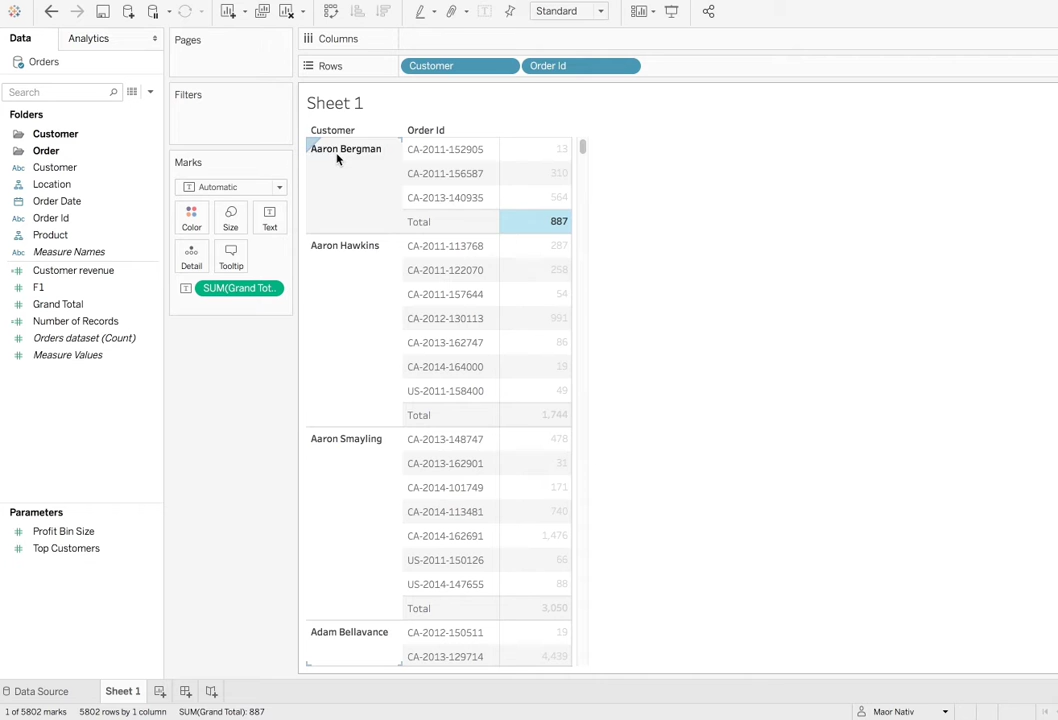 Standard
Data
Analytics
Orders
Search
Folders
Customer
Order
Abc Customer
Location
Order Date
Abc Order Id
Product
Abc Measure Names
Customer revenue
F1
Grand Total
Number of Records
Orders dataset (Count)
Measure Values
Parameters
Profit Bin Size
Top Customers
Pages
Filters
Marks
Automatic
Color
Size
Text
Detail
Tooltip
SUM(Grand Tot..
Columns
Rows
Customer
Order Id
Sheet 1
Customer Order Id
Aaron Bergman CA-2011-152905 13
CA-2011-156587 310
CA-2013-140935 564
Total 887
Aaron Hawkins CA-2011-113768 287
CA-2011-122070 258
CA-2011-157644 54
CA-2012-130113 991
CA-2013-162747 86
CA-2014-164000 19
US-2011-158400 49
Total 1,744
Aaron Smayling CA-2013-148747 478
CA-2013-162901 31
CA-2014-101749 171
CA-2014-113481 740
CA-2014-162691 1,476
US-2011-150126 66
US-2014-147655 88
Total 3,050
Adam Bellavance CA-2012-150511 19
CA-2013-129714 4,439
Data Source
Sheet 1
1 of 5802 marks 5802 rows by 1 column SUM(Grand Total): 887
Maor Nativ